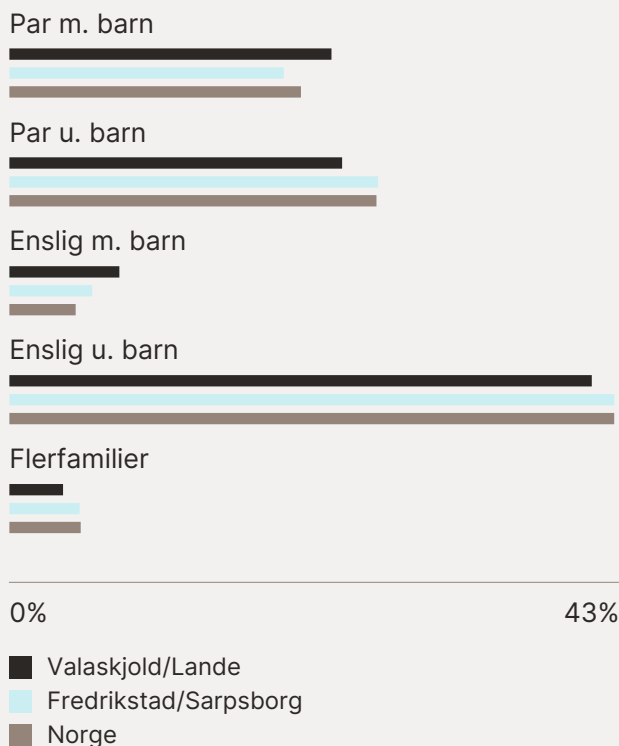 Par m. barn
Par u. barn
Enslig m. barn
Enslig u. barn
Flerfamilier
0% 43%
Valaskjold/Lande
Fredrikstad/Sarpsborg
Norge